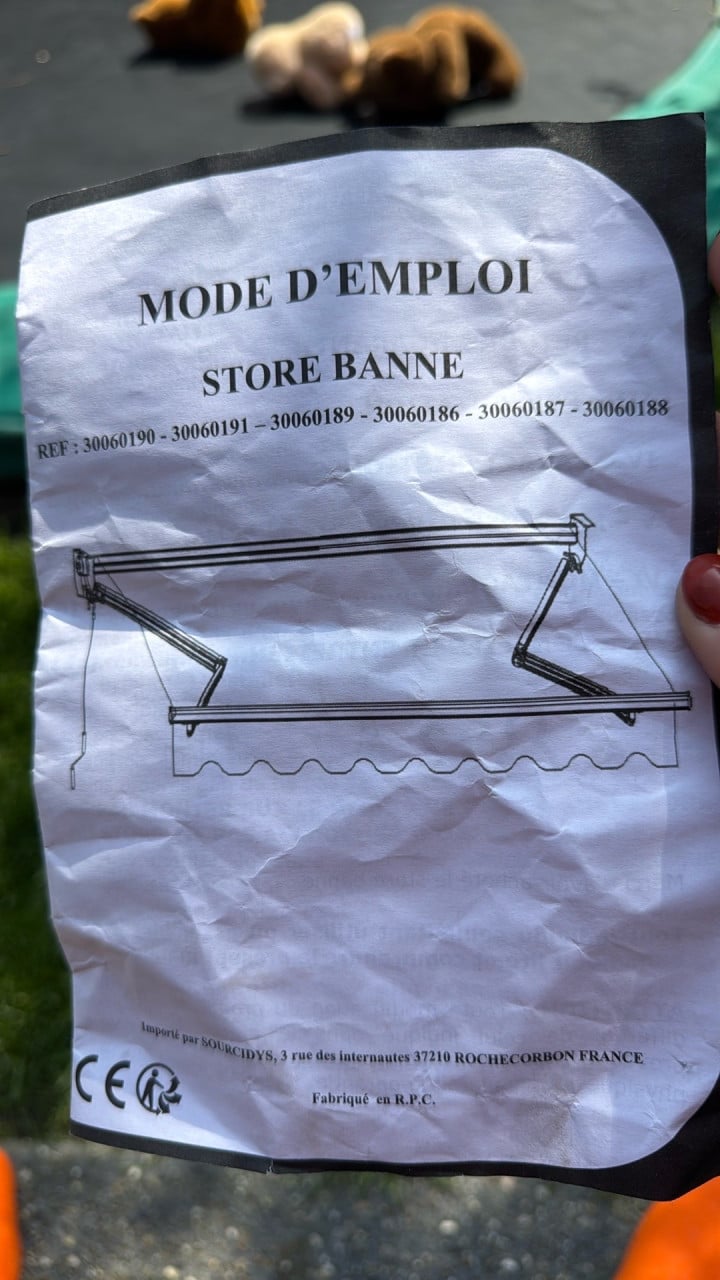 MODE D'EMPLOI
STORE BANNE
REF : 30060190 - 30060191 – 30060189 - 30060186 - 30060187 - 30060188
Importé par SOURCIDYS, 3 rue des internautes 37210 ROCHECORBON FRANCE
CE
Fabriqué en R.P.C.